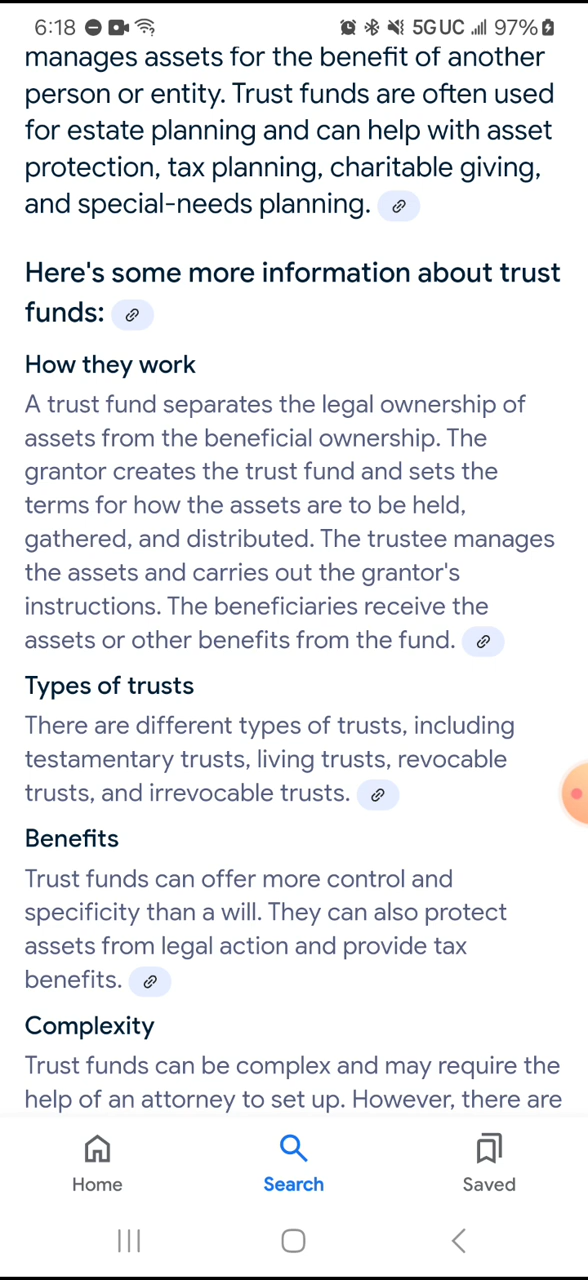 6:18
5G UC 97%
manages assets for the benefit of another
person or entity. Trust funds are often used
for estate planning and can help with asset
protection, tax planning, charitable giving,
and special-needs planning.
Here's some more information about trust
funds:
How they work
A trust fund separates the legal ownership of
assets from the beneficial ownership. The
grantor creates the trust fund and sets the
terms for how the assets are to be held,
gathered, and distributed. The trustee manages
the assets and carries out the grantor's
instructions. The beneficiaries receive the
assets or other benefits from the fund.
Types of trusts
There are different types of trusts, including
testamentary trusts, living trusts, revocable
trusts, and irrevocable trusts.
Benefits
Trust funds can offer more control and
specificity than a will. They can also protect
assets from legal action and provide tax
benefits.
Complexity
Trust funds can be complex and may require the
help of an attorney to set up. However, there are
Home
Search
Saved